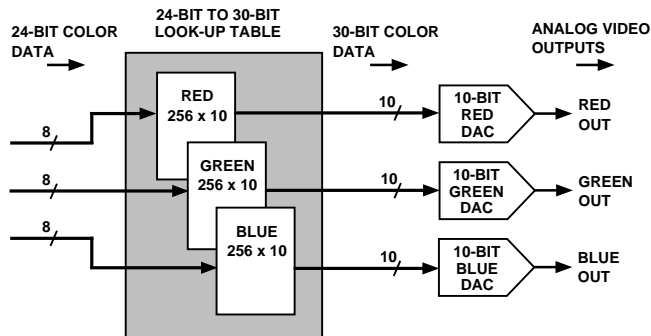 24-BIT COLOR
DATA
24-BIT TO 30-BIT
LOOK-UP TABLE
30-BIT COLOR
DATA
ANALOG VIDEO
OUTPUTS
RED
256 x 10
8
10
10-BIT
RED
DAC
RED
OUT
GREEN
256 x 10
8
10
10-BIT
GREEN
DAC
GREEN
OUT
BLUE
256 x 10
8
10
10-BIT
BLUE
DAC
BLUE
OUT